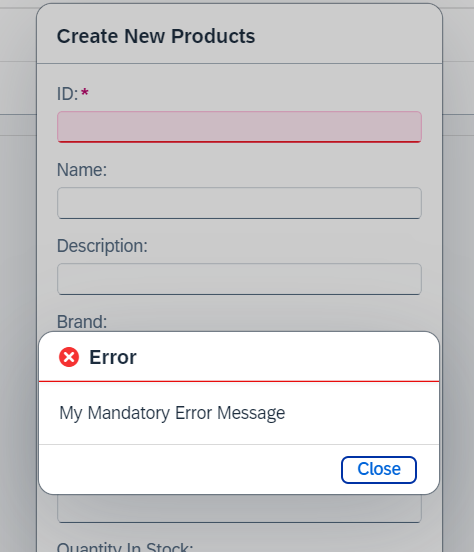 Create New Products
ID:*
Name:
Description:
Brand:
Error
My Mandatory Error Message
Close
Quantity In Stock: